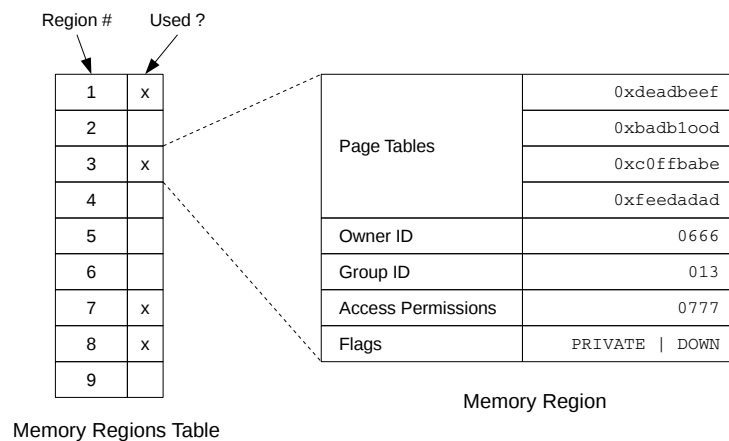 Region # Used ?
1 x
2
3 x
4
5
6
7 x
8 x
9
Memory Regions Table
Page Tables
0xdeadbeef
0xbadb1ood
0xc0ffbabe
0xfeedadad
Owner ID 0666
Group ID 013
Access Permissions 0777
Flags PRIVATE | DOWN
Memory Region